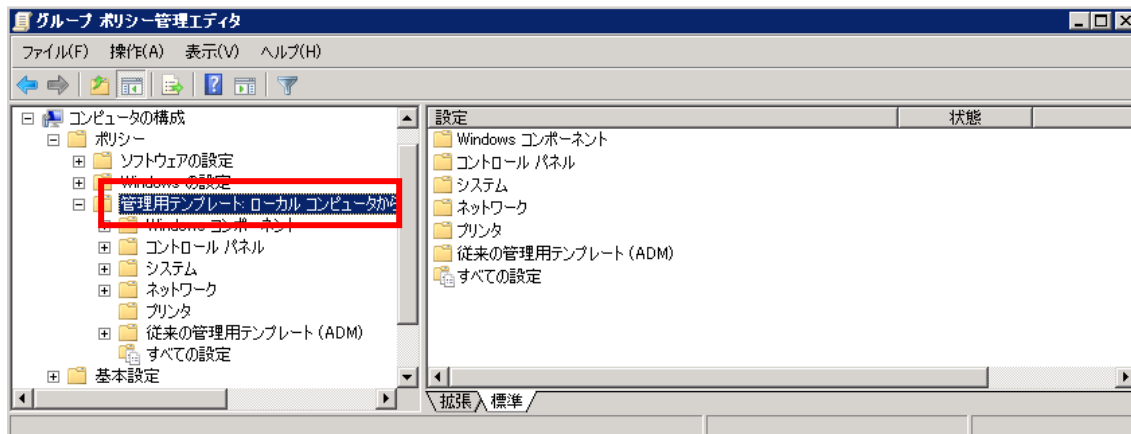 グループ ポリシー管理エディタ
ファイル(F) 操作(A) 表示(V) ヘルプ(H)
コンピュータの構成
ポリシー
ソフトウェアの設定
Windows の設定
管理用テンプレート: ローカル コンピュータから
Windows コンポーネント
コントロール パネル
システム
ネットワーク
プリンタ
従来の管理用テンプレート (ADM)
すべての設定
基本設定
設定 状態
Windows コンポーネント
コントロール パネル
システム
ネットワーク
プリンタ
従来の管理用テンプレート (ADM)
すべての設定
拡張 標準